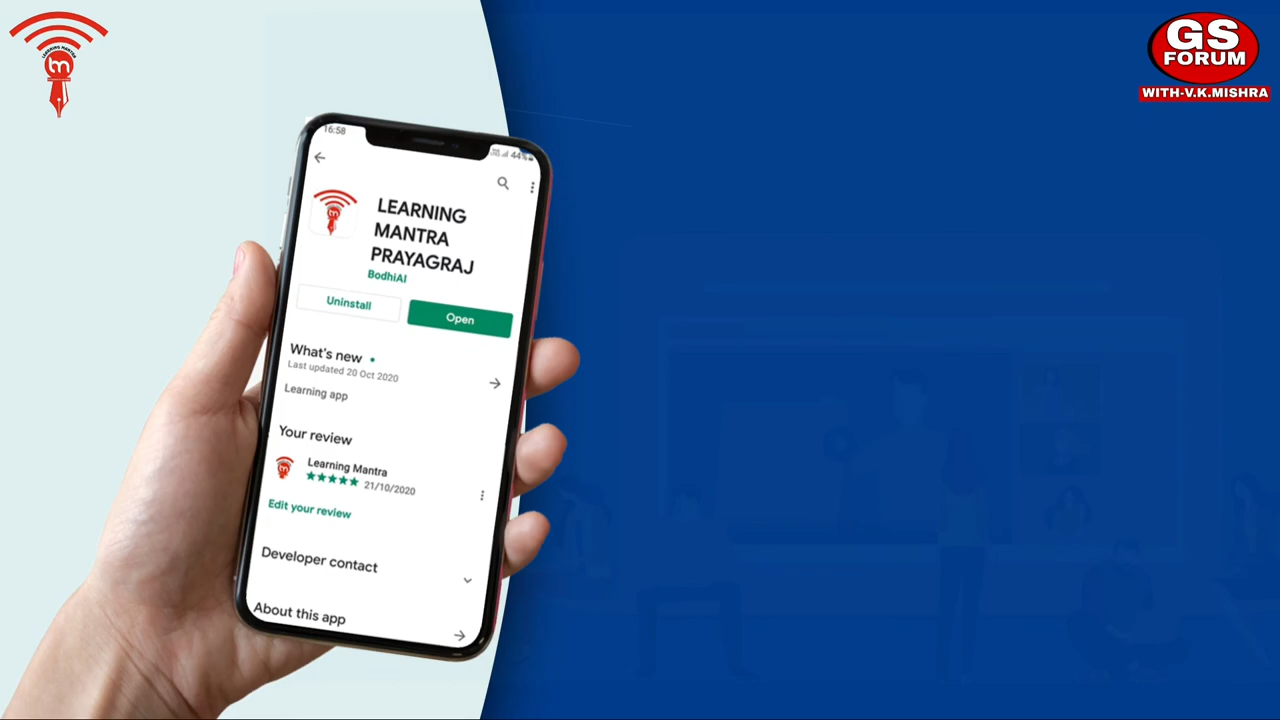 LEARNING MANTRA
lm
GS
FORUM
WITH-V.K.MISHRA
16:58
44%
LEARNING
MANTRA
PRAYAGRAJ
BodhiAI
Uninstall
Open
What's new
Last updated 20 Oct 2020
Learning app
Your review
Learning Mantra
21/10/2020
Edit your review
Developer contact
About this app